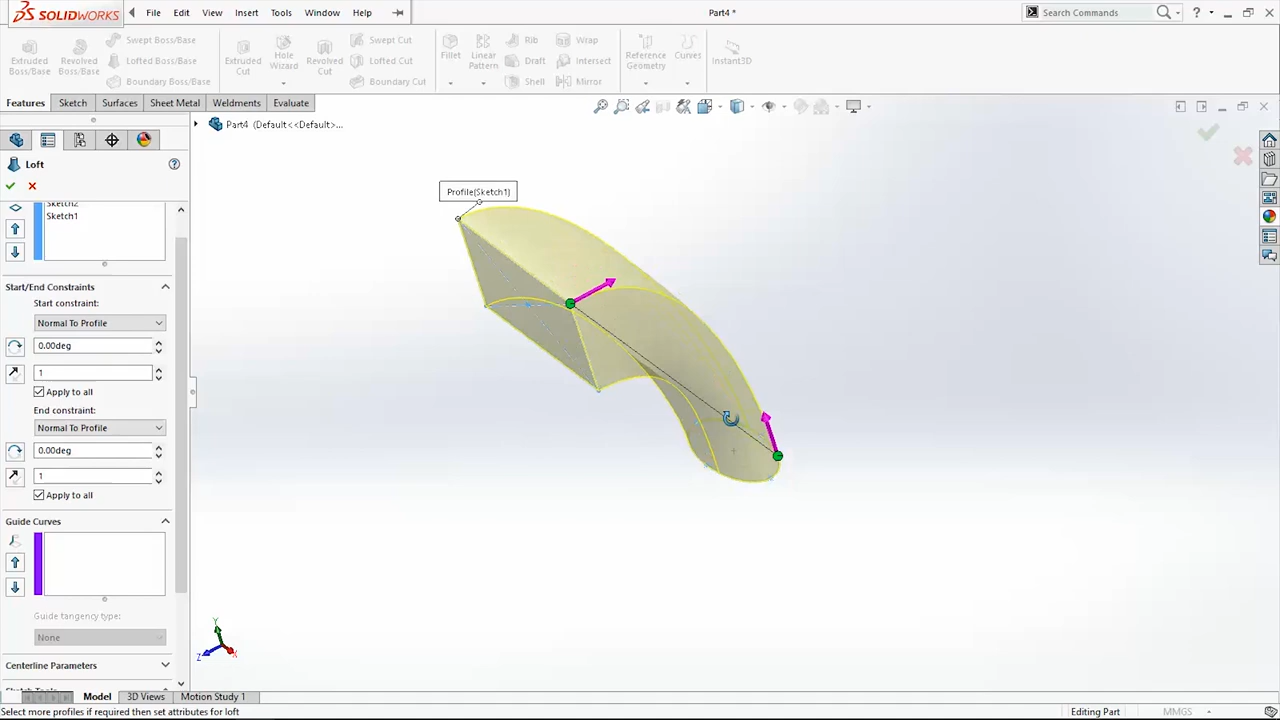 SOLIDWORKS File Edit View Insert Tools Window Help Part4 * Search Commands ?
Extruded Boss/Base Revolved Boss/Base Swept Boss/Base Lofted Boss/Base Boundary Boss/Base Extruded Cut Hole Wizard Revolved Cut Swept Cut Lofted Cut Boundary Cut Fillet Linear Pattern Rib Draft Shell Wrap Intersect Mirror Reference Geometry Curves Instant3D
Features Sketch Surfaces Sheet Metal Weldments Evaluate
Part4 (Default<<Default>...
Loft ?
Sketch2
Sketch1
Profile(Sketch1)
Start/End Constraints
Start constraint:
Normal To Profile
0.00deg
1
Apply to all
End constraint:
Normal To Profile
0.00deg
1
Apply to all
Guide Curves
Guide tangency type:
None
Centerline Parameters
Y
Z X
Model 3D Views Motion Study 1
Select more profiles if required then set attributes for loft Editing Part MMGS